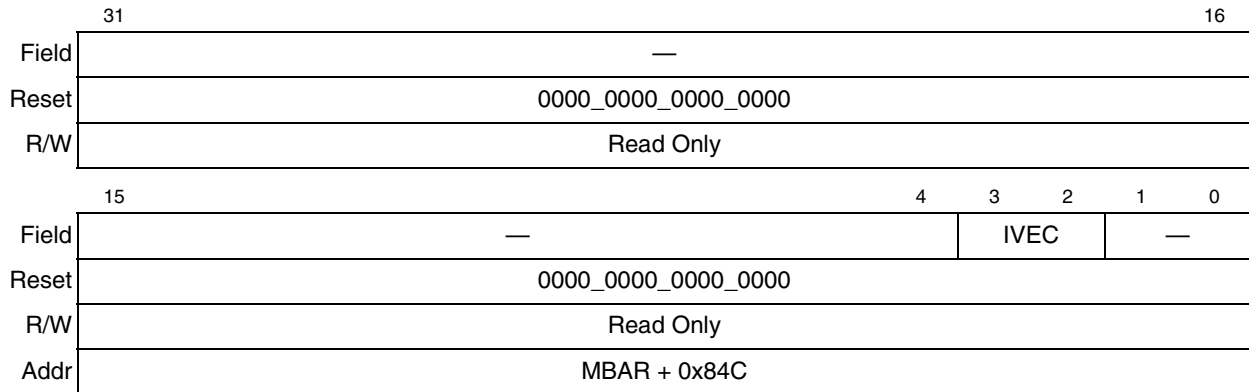 31 16
Field —
Reset 0000_0000_0000_0000
R/W Read Only
15 4 3 2 1 0
Field — IVEC —
Reset 0000_0000_0000_0000
R/W Read Only
Addr MBAR + 0x84C